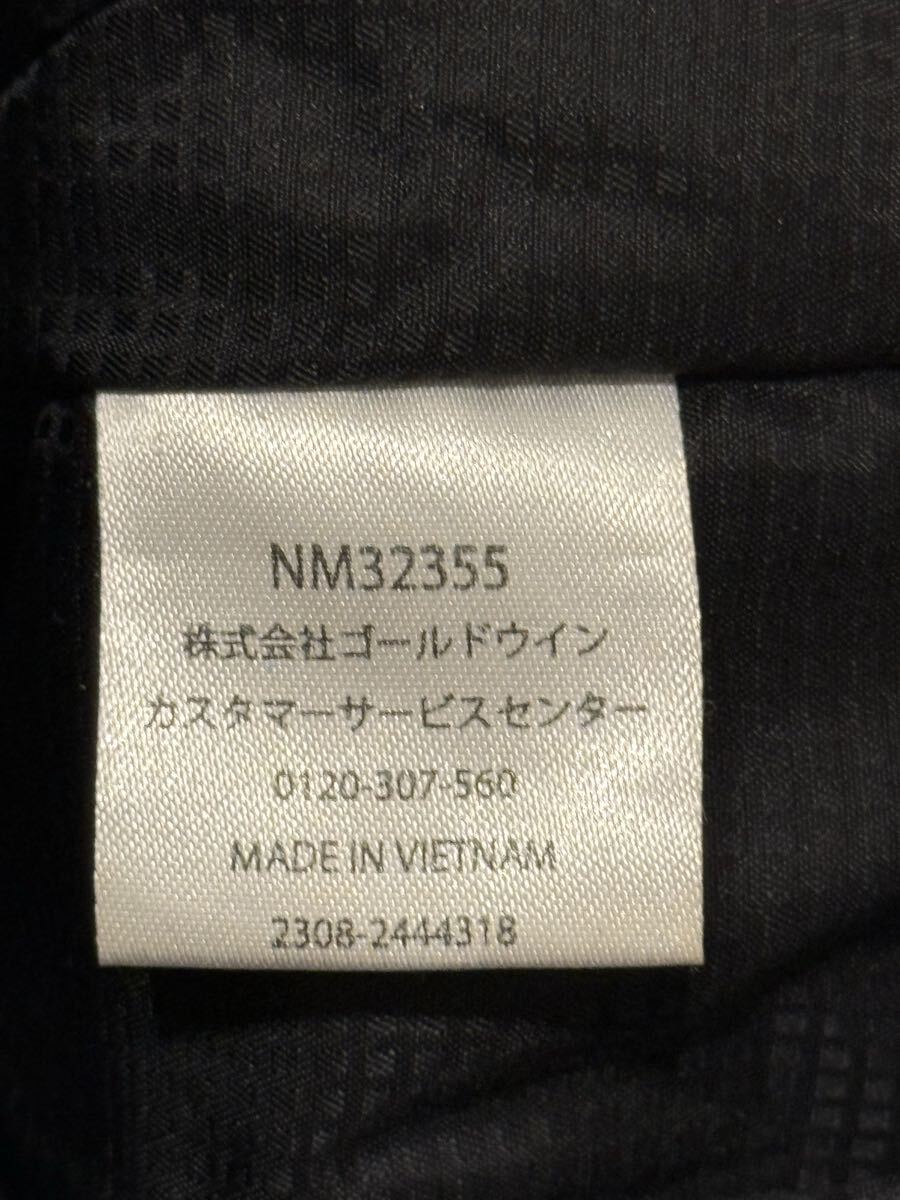 NM32355
株式会社ゴールドウイン
カスタマーサービスセンター
0120-307-560
MADE IN VIETNAM
2308-2444318